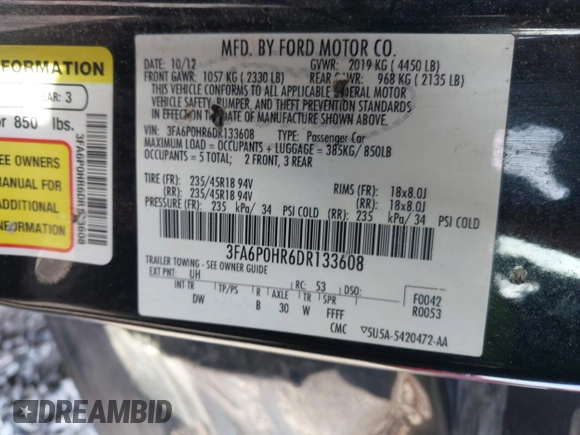 MFD. BY FORD MOTOR CO.
DATE: 10/12 GVWR: 2019 KG ( 4450 LB)
FRONT GAWR: 1057 KG ( 2330 LB) REAR GAWR: 968 KG ( 2135 LB)
THIS VEHICLE CONFORMS TO ALL APPLICABLE FEDERAL MOTOR
VEHICLE SAFETY, BUMPER, AND THEFT PREVENTION STANDARDS
IN EFFECT ON THE DATE OF MANUFACTURE SHOWN ABOVE.
VIN: 3FA6P0HR6DR133608 TYPE: Passenger Car
MAXIMUM LOAD = OCCUPANTS + LUGGAGE = 385KG/ 850LB
OCCUPANTS = 5 TOTAL; 2 FRONT, 3 REAR
TIRE (FR): 235/45R18 94V RIMS (FR): 18x8.0J
(RR): 235/45R18 94V (RR): 18x8.0J
PRESSURE (FR): 235 kPa/ 34 PSI COLD (RR): 235 kPa/ 34 PSI COLD
3FA6P0HR6DR133608
TRAILER TOWING - SEE OWNER GUIDE
EXT PNT: UH RC: 53 DSO: F0042
INT TR TP/PS R AXLE TR SPR R0053
DW B 30 W FFFF
CMC SU5A-5420472-AA
FORMATION
EAR: 3
or 850 lbs.
EE OWNERS
MANUAL FOR
ADDITIONAL
INFORMATION
3FA6P0HR6DR133608
DREAMBID